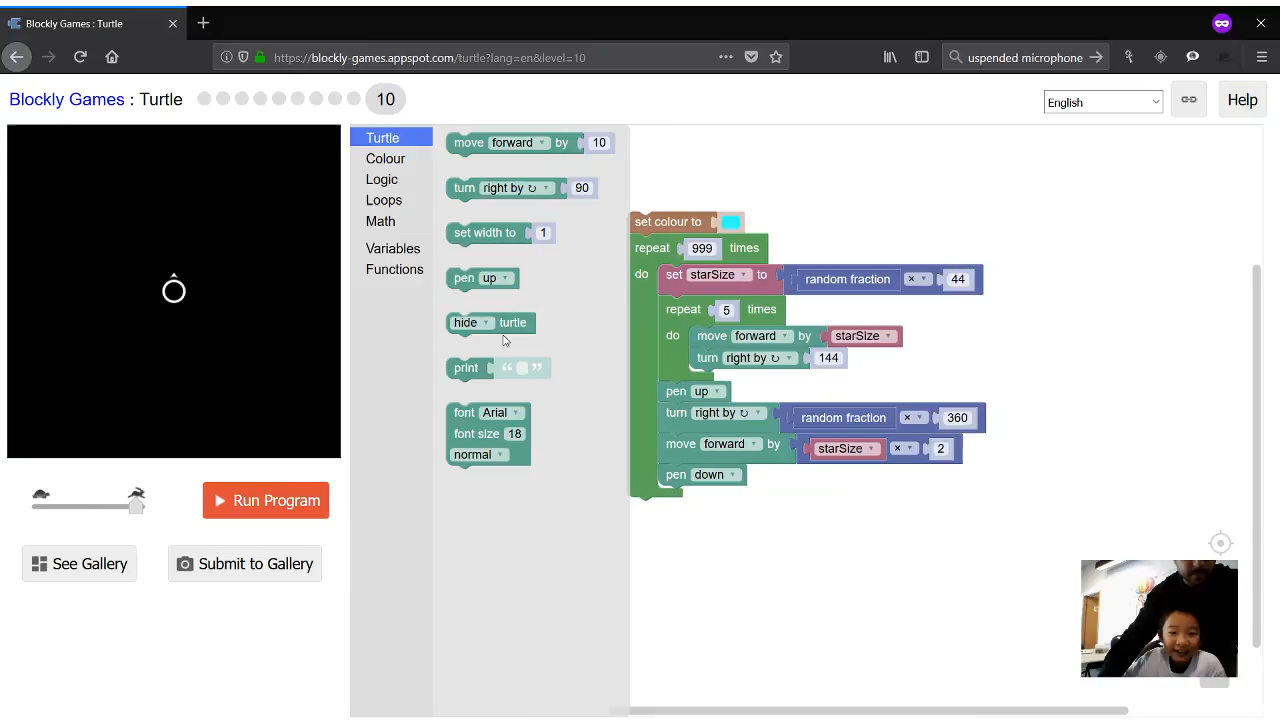 Blockly Games : Turtle
https://blockly-games.appspot.com/turtle?lang=en&level=10
uspended microphone
Blockly Games : Turtle 10
English
Help
Turtle
Colour
Logic
Loops
Math
Variables
Functions
move forward by 10
turn right by ↻ 90
set width to 1
pen up
hide turtle
print “ ”
font Arial
font size 18
normal
set colour to
repeat 999 times
do set starSize to random fraction × 44
repeat 5 times
do move forward by starSize
turn right by ↻ 144
pen up
turn right by ↻ random fraction × 360
move forward by starSize × 2
pen down
Run Program
See Gallery
Submit to Gallery